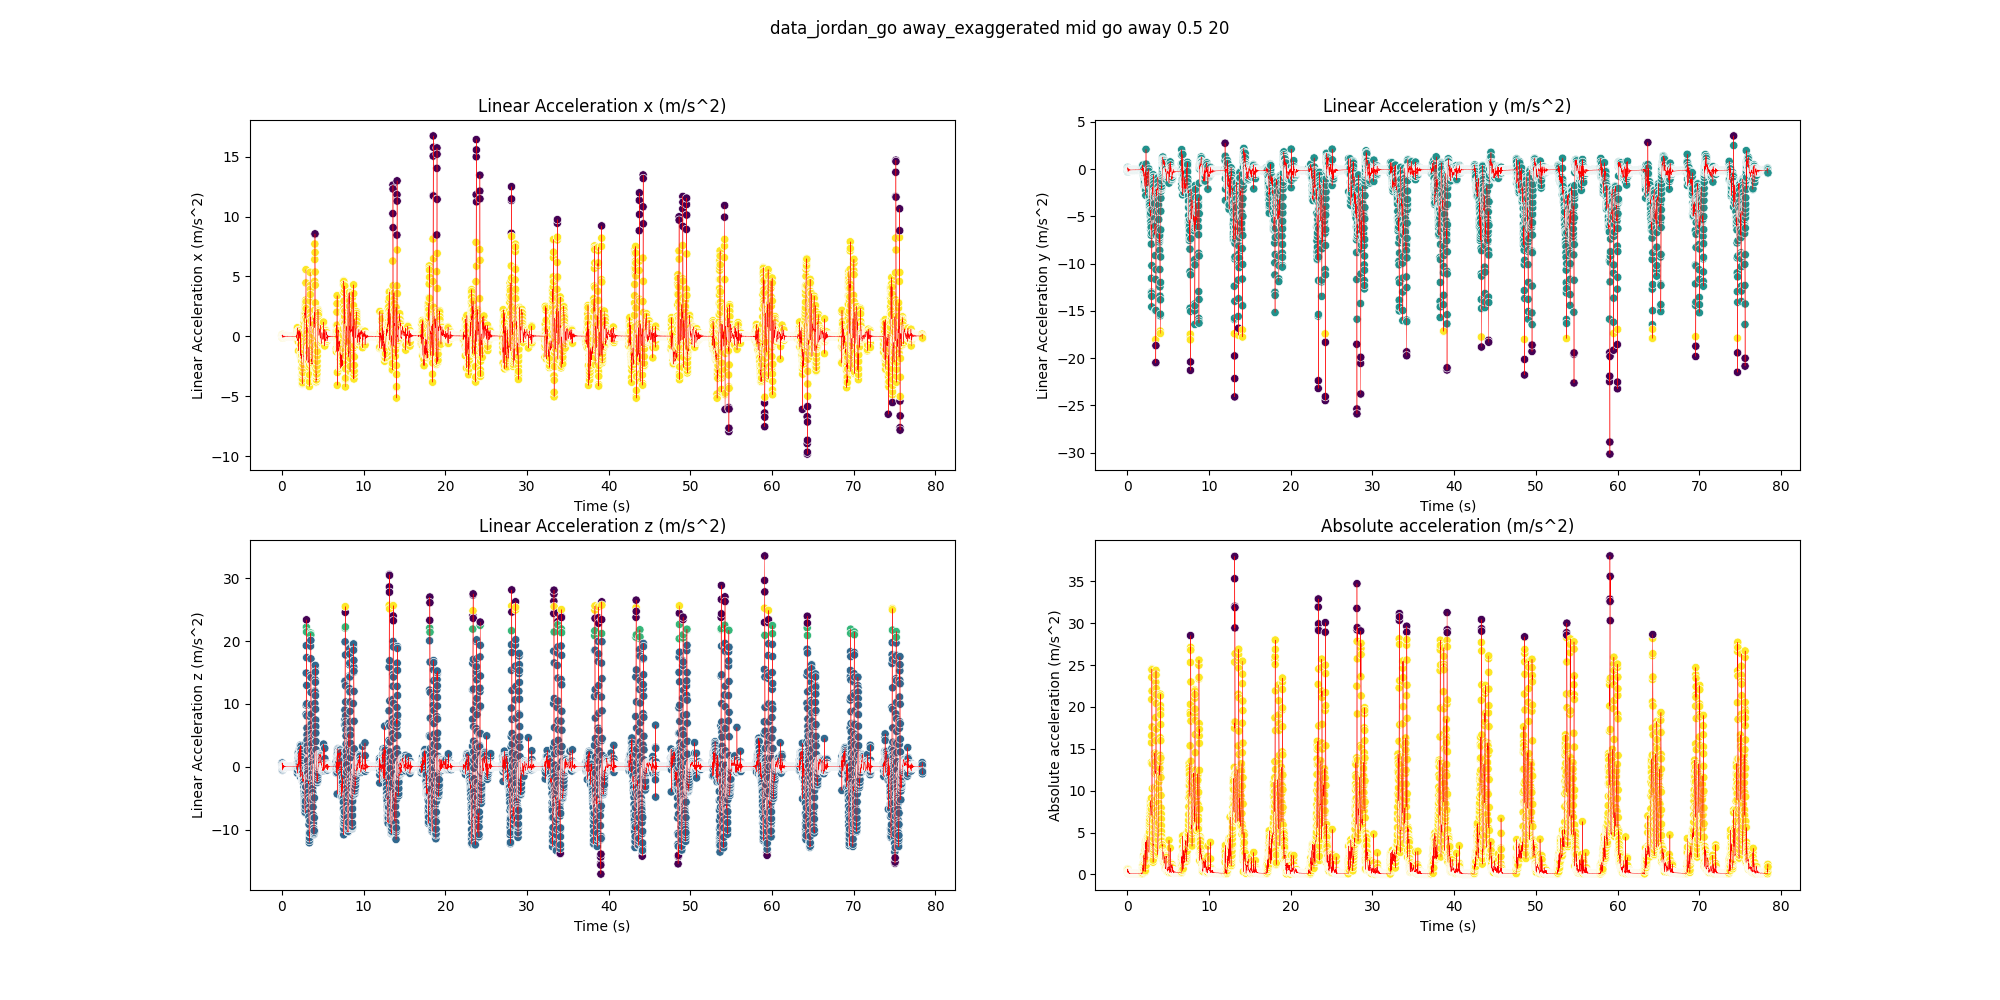 data_jordan_go away_exaggerated mid go away 0.5 20
Linear Acceleration x (m/s^2)
Linear Acceleration x (m/s^2)
15
10
5
0
−5
−10
0 10 20 30 40 50 60 70 80
Time (s)
Linear Acceleration y (m/s^2)
Linear Acceleration y (m/s^2)
5
0
−5
−10
−15
−20
−25
−30
0 10 20 30 40 50 60 70 80
Time (s)
Linear Acceleration z (m/s^2)
Linear Acceleration z (m/s^2)
30
20
10
0
−10
0 10 20 30 40 50 60 70 80
Time (s)
Absolute acceleration (m/s^2)
Absolute acceleration (m/s^2)
35
30
25
20
15
10
5
0
0 10 20 30 40 50 60 70 80
Time (s)